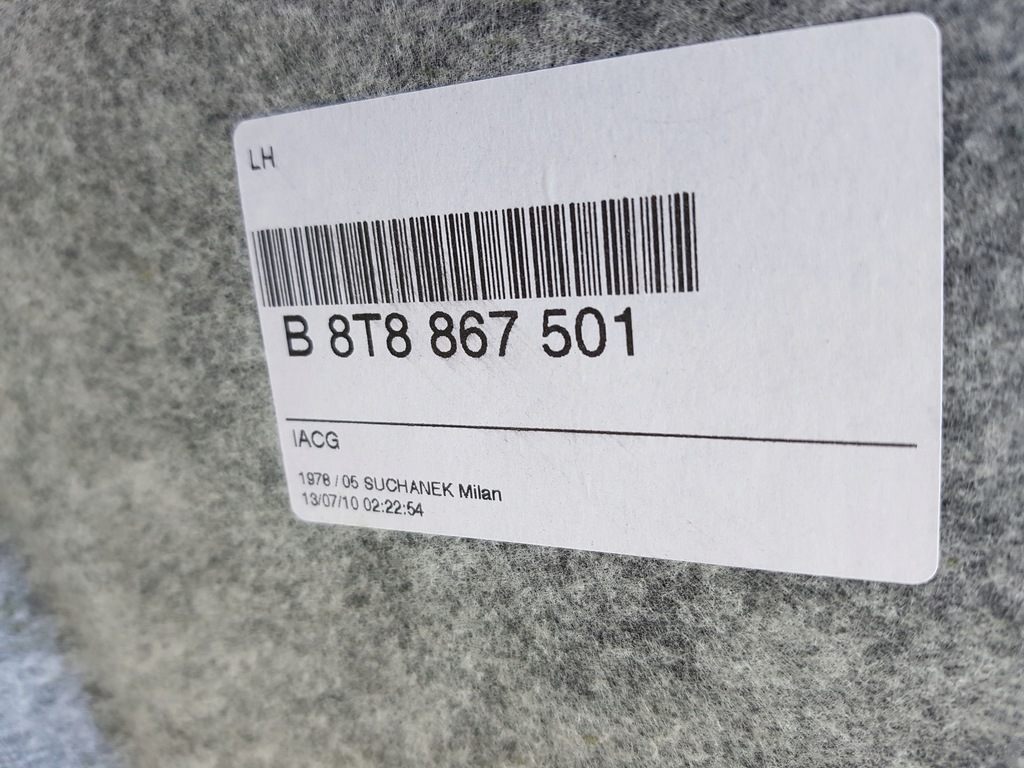 LH
B 8T8 867 501
IACG
1978 / 05 SUCHANEK Milan
13/07/10 02:22:54